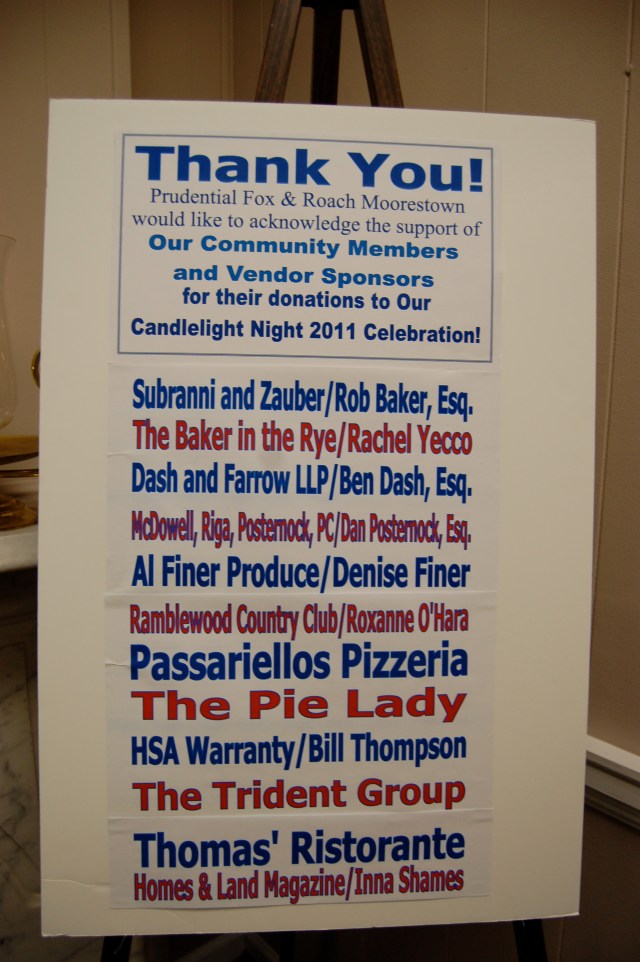 Thank You!
Prudential Fox & Roach Moorestown
would like to acknowledge the support of
Our Community Members
and Vendor Sponsors
for their donations to Our
Candlelight Night 2011 Celebration!
Subranni and Zauber/Rob Baker, Esq.
The Baker in the Rye/Rachel Yecco
Dash and Farrow LLP/Ben Dash, Esq.
McDowell, Riga, Posternock, PC/Dan Posternock, Esq.
Al Finer Produce/Denise Finer
Ramblewood Country Club/Roxanne O'Hara
Passariellos Pizzeria
The Pie Lady
HSA Warranty/Bill Thompson
The Trident Group
Thomas' Ristorante
Homes & Land Magazine/Inna Shames